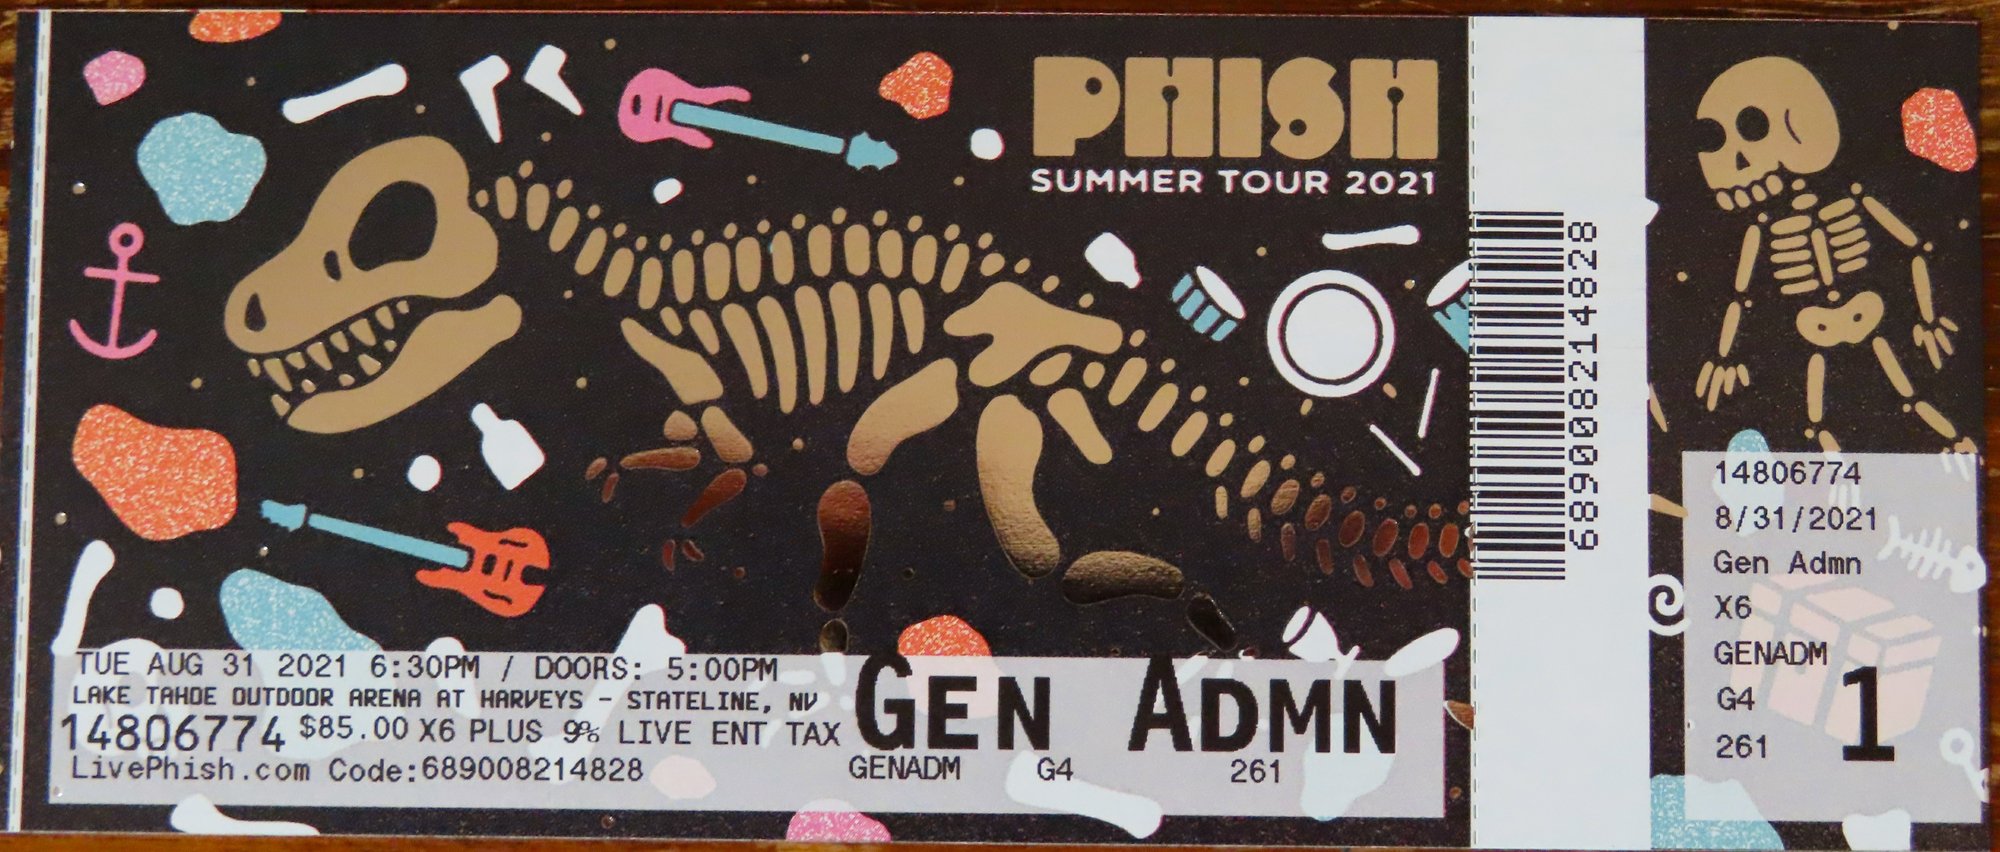 PHISH
SUMMER TOUR 2021
TUE AUG 31 2021 6:30PM / DOORS: 5:00PM
LAKE TAHOE OUTDOOR ARENA AT HARVEYS - STATELINE, NV
14806774 $85.00 X6 PLUS 9% LIVE ENT TAX
LivePhish.com Code:689008214828
GEN ADMN
GENADM G4 261
689008214828
14806774
8/31/2021
Gen Admn
X6
GENADM
G4
261
1